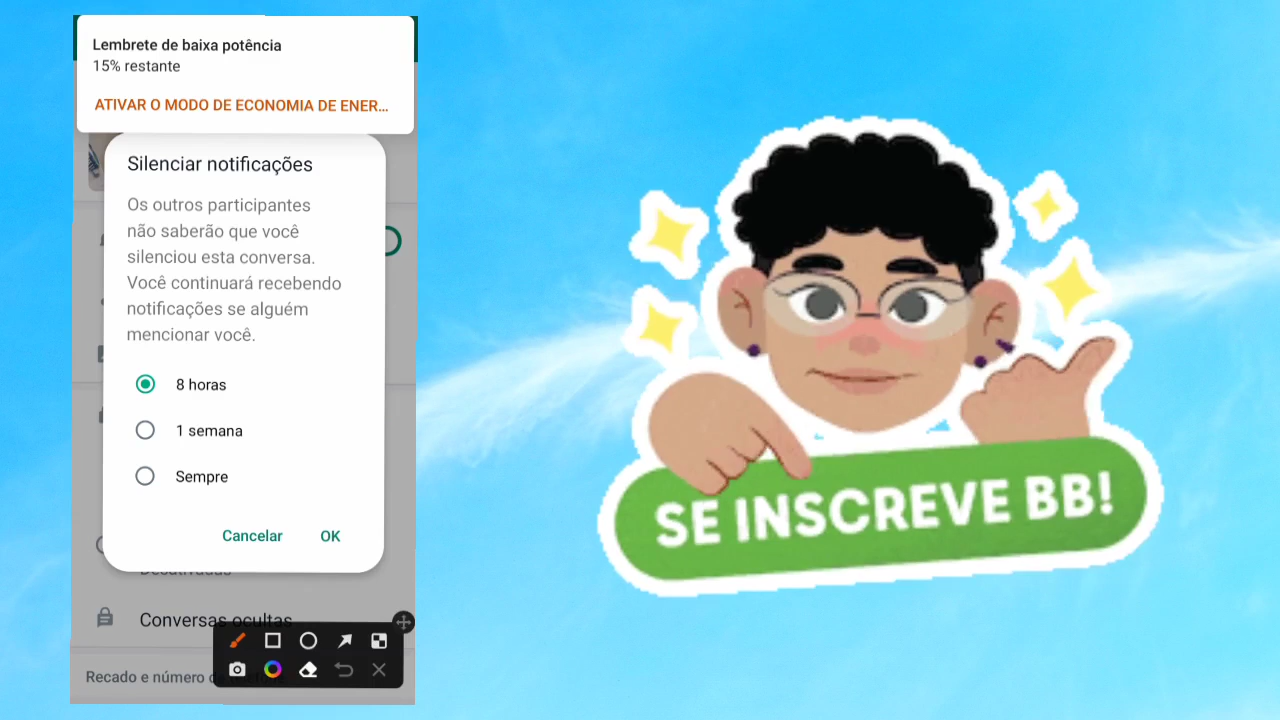 Lembrete de baixa potência
15% restante
ATIVAR O MODO DE ECONOMIA DE ENER...
Silenciar notificações
Os outros participantes
não saberão que você
silenciou esta conversa.
Você continuará recebendo
notificações se alguém
mencionar você.
8 horas
1 semana
Sempre
Cancelar OK
Desativadas
Conversas ocultas
Recado e número
SE INSCREVE BB!